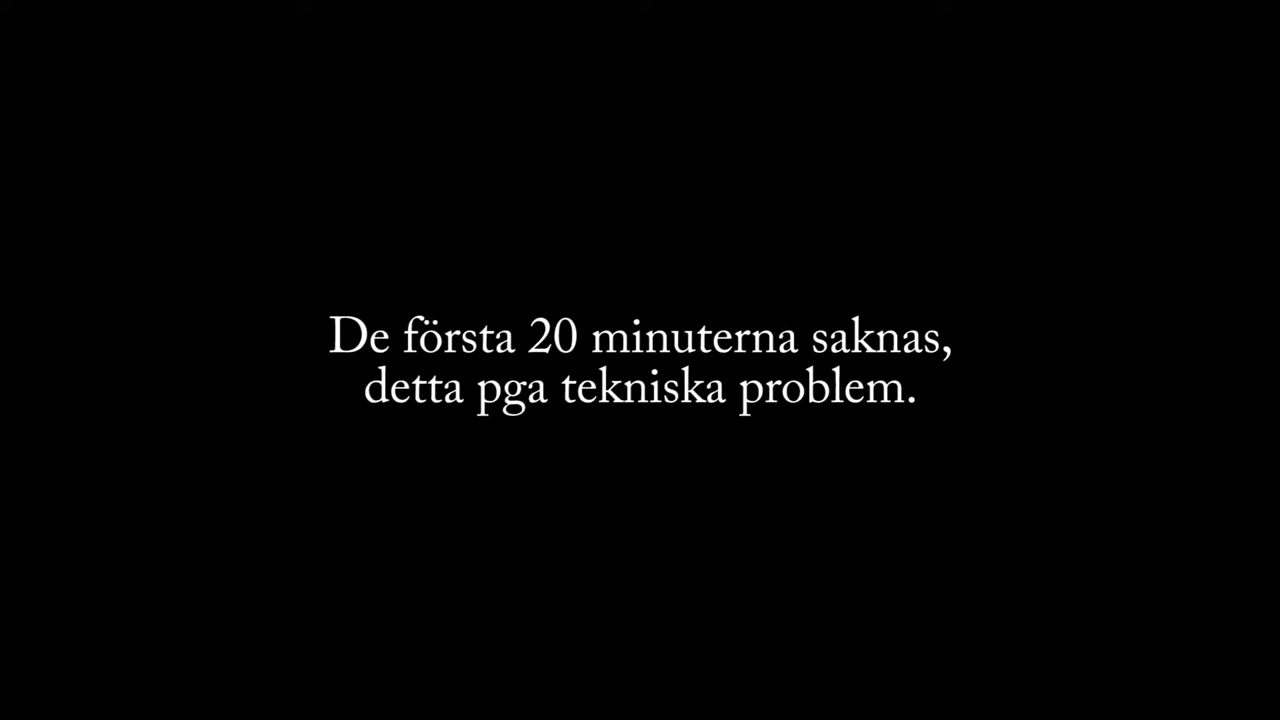 De första 20 minuterna saknas,
detta pga tekniska problem.